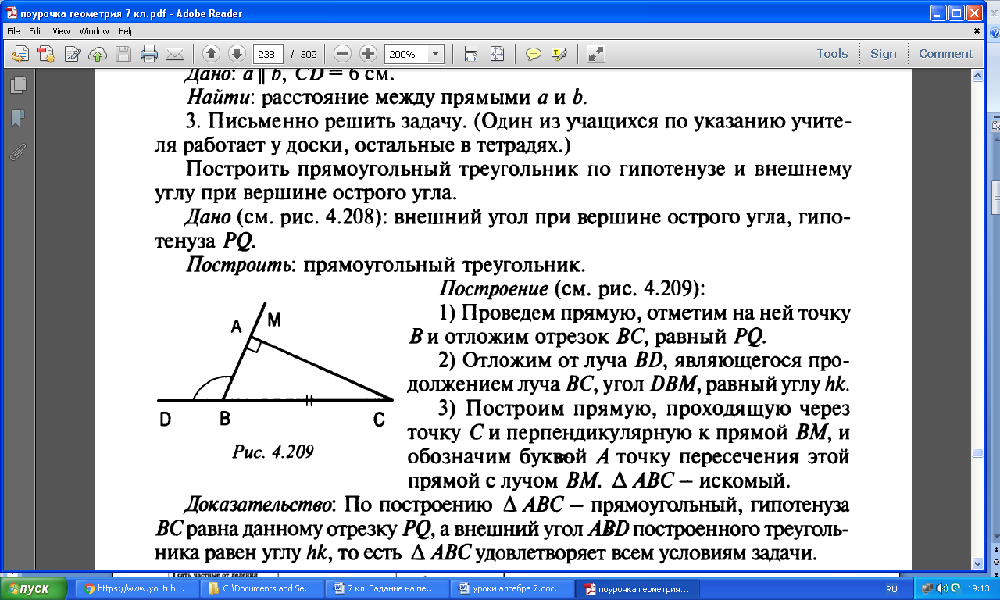 поурочка геометрия 7 кл.pdf - Adobe Reader
File Edit View Window Help
238 / 302 200% Tools Sign Comment
Дано: a ∥ b, CD = 6 см.
Найти: расстояние между прямыми a и b.
3. Письменно решить задачу. (Один из учащихся по указанию учите-
ля работает у доски, остальные в тетрадях.)
Построить прямоугольный треугольник по гипотенузе и внешнему
углу при вершине острого угла.
Дано (см. рис. 4.208): внешний угол при вершине острого угла, гипо-
тенуза PQ.
Построить: прямоугольный треугольник.
Построение (см. рис. 4.209):
1) Проведем прямую, отметим на ней точку
B и отложим отрезок BC, равный PQ.
2) Отложим от луча BD, являющегося про-
должением луча BC, угол DBM, равный углу hk.
3) Построим прямую, проходящую через
точку C и перпендикулярную к прямой BM, и
обозначим буквой A точку пересечения этой
прямой с лучом BM. Δ ABC – искомый.
A M
D B C
Рис. 4.209
Доказательство: По построению Δ ABC – прямоугольный, гипотенуза
BC равна данному отрезку PQ, а внешний угол ABD построенного треуголь-
ника равен углу hk, то есть Δ ABC удовлетворяет всем условиям задачи.
пуск https://www.youtub... C:\Documents and Se... 7 кл Задание на пе... уроки алгебра 7.doc... поурочка геометрия... RU 19:13